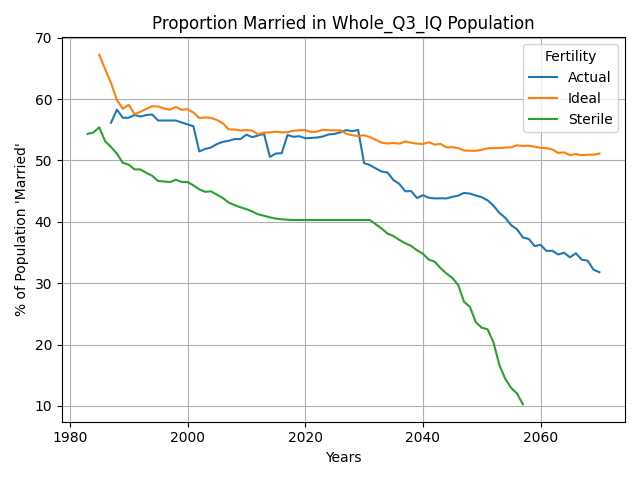 Proportion Married in Whole_Q3_IQ Population
Fertility
Actual
Ideal
Sterile
% of Population 'Married'
70
60
50
40
30
20
10
1980
2000
2020
2040
2060
Years